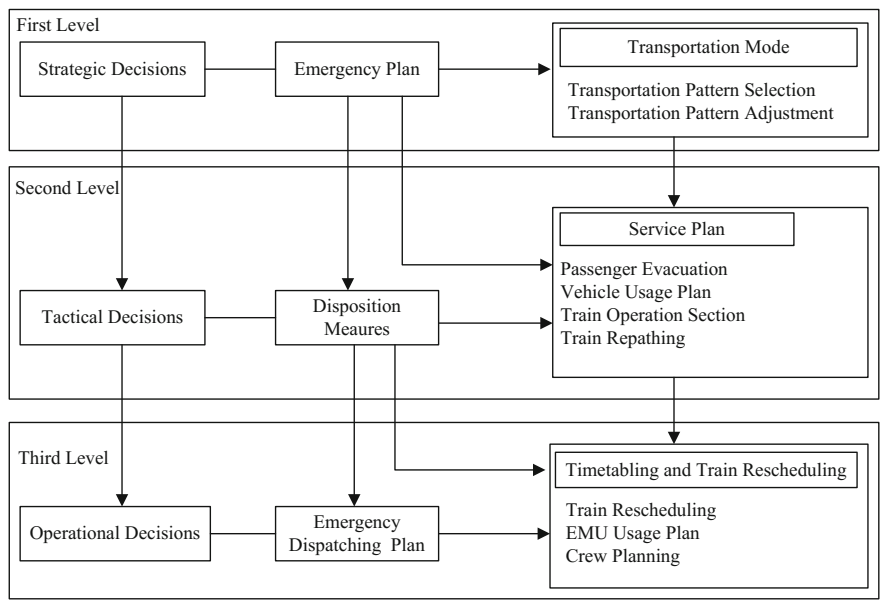 First Level
Strategic Decisions
Emergency Plan
Transportation Mode
Transportation Pattern Selection
Transportation Pattern Adjustment
Second Level
Service Plan
Passenger Evacuation
Vehicle Usage Plan
Train Operation Section
Train Repathing
Tactical Decisions
Disposition
Meaures
Third Level
Timetabling and Train Rescheduling
Train Rescheduling
EMU Usage Plan
Crew Planning
Operational Decisions
Emergency
Dispatching Plan